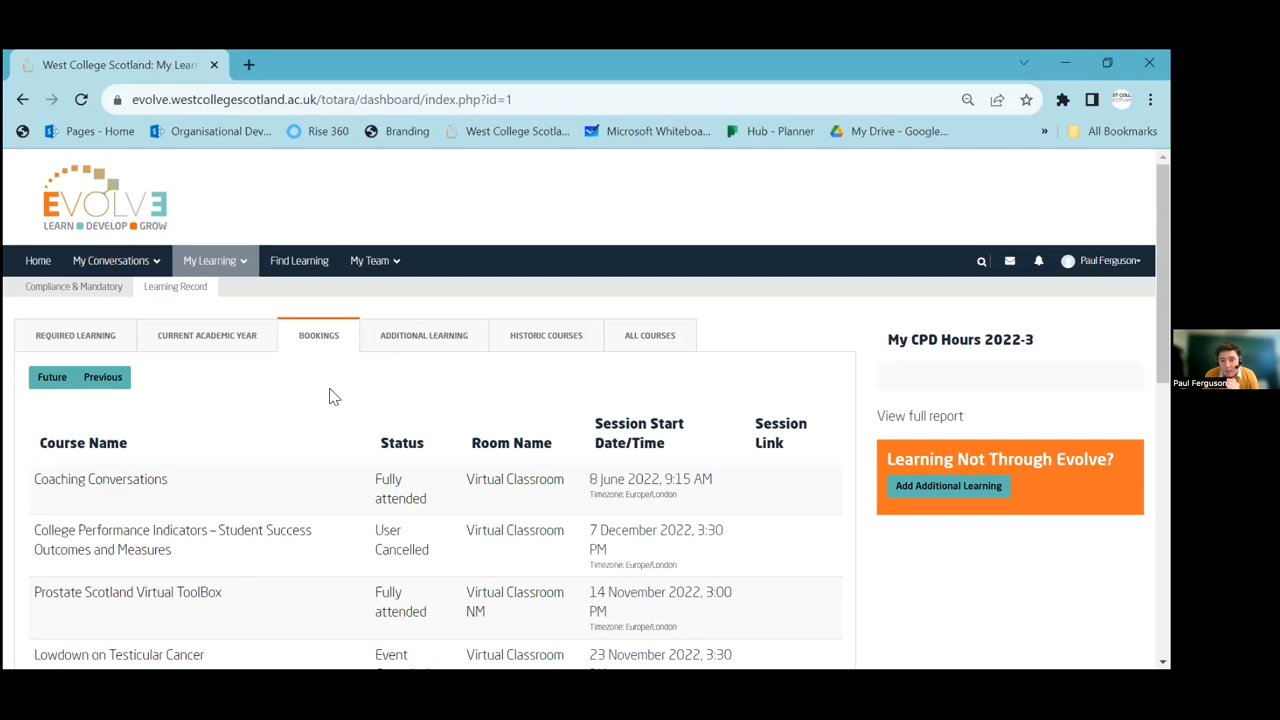 West College Scotland: My Lear
evolve.westcollegescotland.ac.uk/totara/dashboard/index.php?id=1
Pages - Home
Organisational Dev...
Rise 360
Branding
West College Scotla...
Microsoft Whiteboa...
Hub - Planner
My Drive - Google...
»
All Bookmarks
EVOLVE
LEARN DEVELOP GROW
Home
My Conversations
My Learning
Find Learning
My Team
Paul Ferguson
Compliance & Mandatory
Learning Record
REQUIRED LEARNING
CURRENT ACADEMIC YEAR
BOOKINGS
ADDITIONAL LEARNING
HISTORIC COURSES
ALL COURSES
My CPD Hours 2022-3
Future
Previous
View full report
Learning Not Through Evolve?
Add Additional Learning
Course Name
Status
Room Name
Session Start
Date/Time
Session
Link
Coaching Conversations
Fully
attended
Virtual Classroom
8 June 2022, 9:15 AM
Timezone: Europe/London
College Performance Indicators – Student Success
Outcomes and Measures
User
Cancelled
Virtual Classroom
7 December 2022, 3:30
PM
Timezone: Europe/London
Prostate Scotland Virtual ToolBox
Fully
attended
Virtual Classroom
NM
14 November 2022, 3:00
PM
Timezone: Europe/London
Lowdown on Testicular Cancer
Event
Virtual Classroom
23 November 2022, 3:30
Paul Ferguson